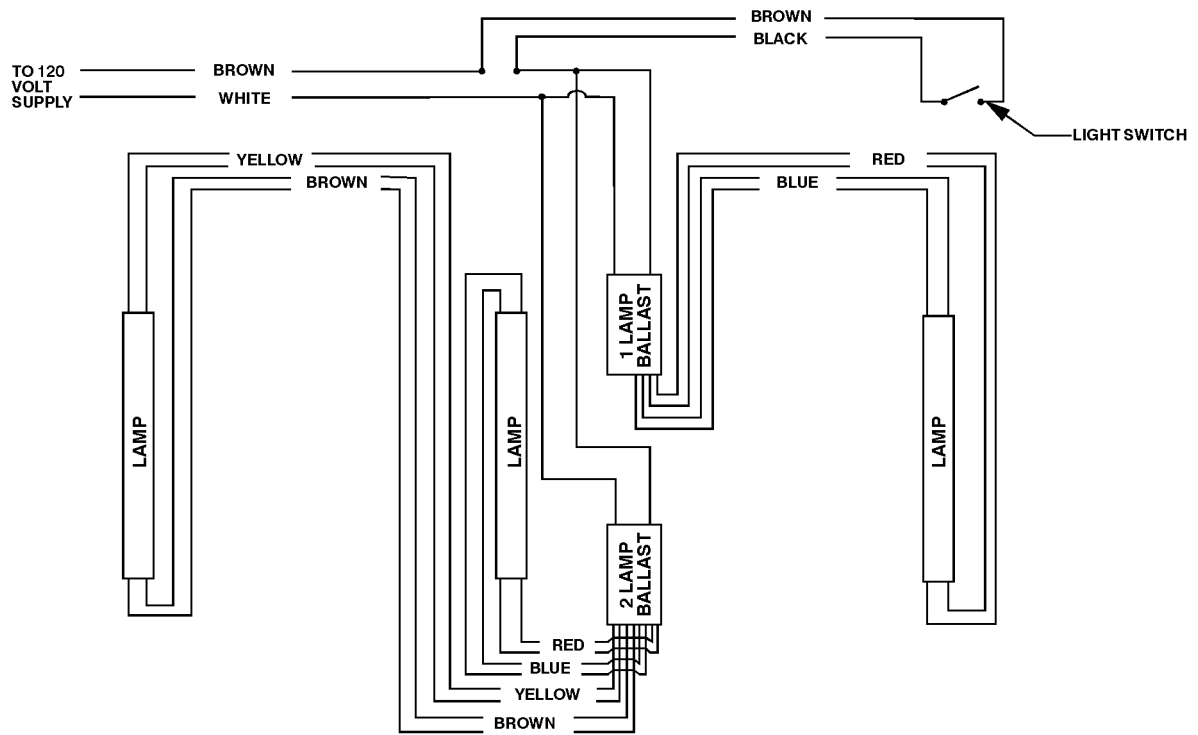 BROWN
BLACK
TO 120
VOLT
SUPPLY
BROWN
WHITE
LIGHT SWITCH
YELLOW
BROWN
RED
BLUE
1 LAMP
BALLAST
LAMP
LAMP
LAMP
2 LAMP
BALLAST
RED
BLUE
YELLOW
BROWN